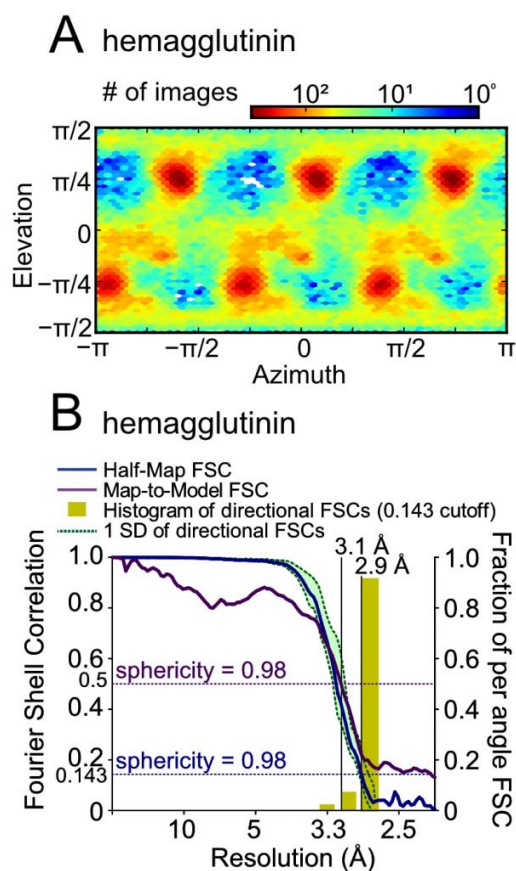 A hemagglutinin
# of images 10² 10¹ 10⁰
π/2
π/4
0
−π/4
−π/2
Elevation
−π −π/2 0 π/2 π
Azimuth
B hemagglutinin
Half-Map FSC
Map-to-Model FSC
Histogram of directional FSCs (0.143 cutoff)
1 SD of directional FSCs
3.1 Å
2.9 Å
1.0 1.0
0.8 0.8
0.6 0.6
sphericity = 0.98
0.5
0.4 0.4
sphericity = 0.98
0.2 0.2
0.143
0 0
Fourier Shell Correlation
Fraction of per angle FSC
10 5 3.3 2.5
Resolution (Å)